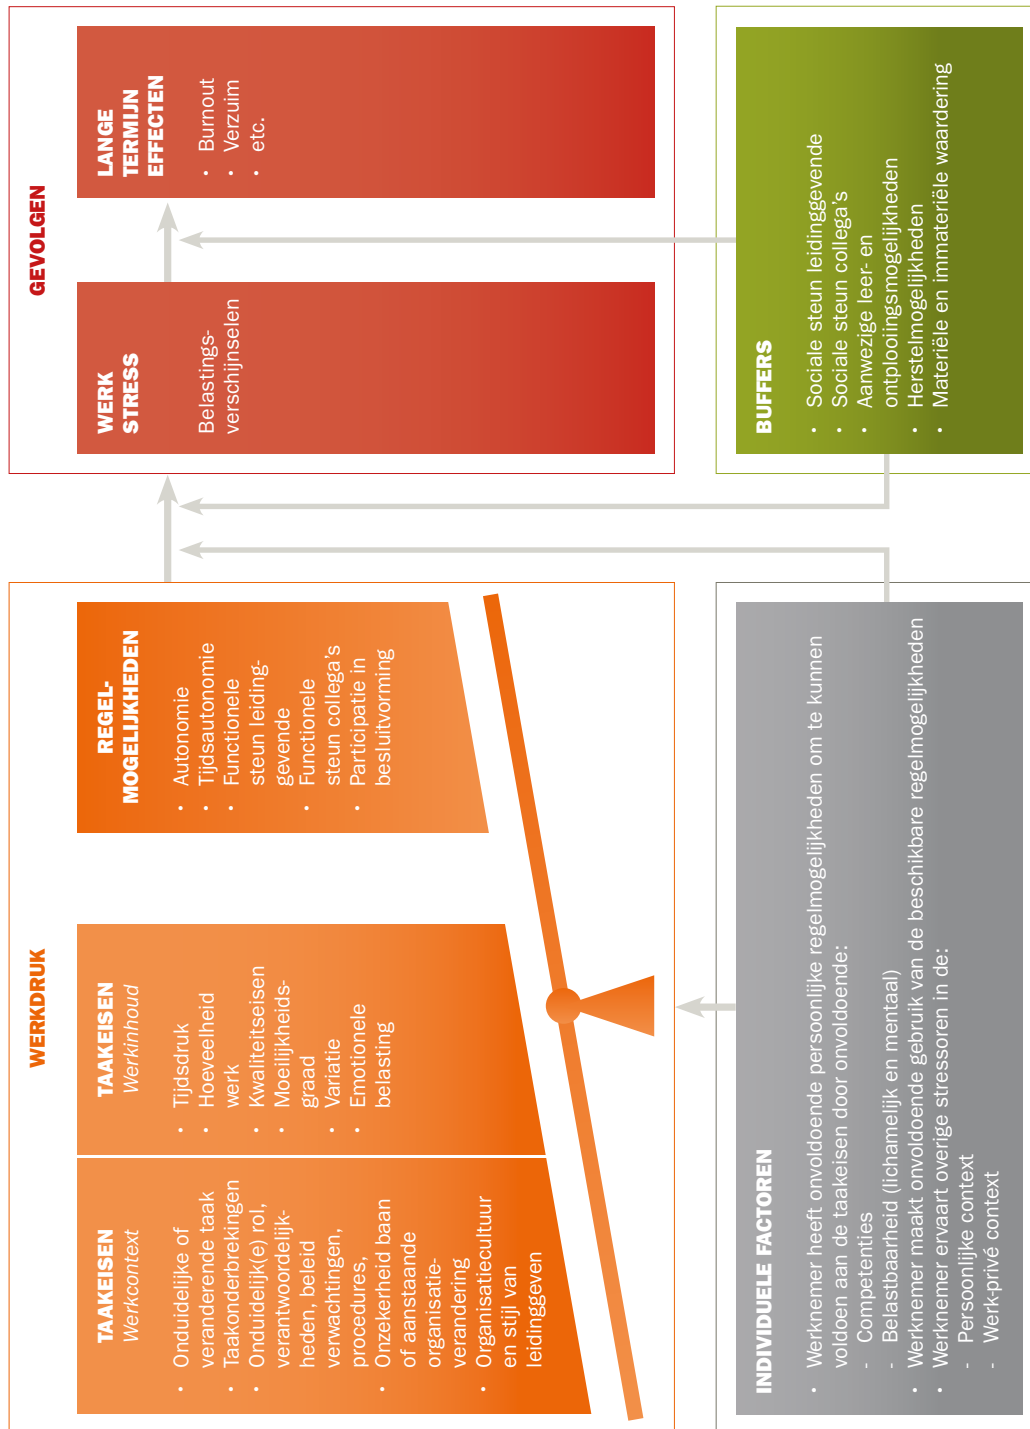 WERKDRUK
TAAKEISEN
Werkcontext
• Onduidelijke of
veranderende taak
• Taakonderbrekingen
• Onduidelijk(e) rol,
verantwoordelijk-
heden, beleid
verwachtingen,
procedures,
• Onzekerheid baan
of aanstaande
organisatie-
verandering
• Organisatiecultuur
en stijl van
leidinggeven
TAAKEISEN
Werkinhoud
• Tijdsdruk
• Hoeveelheid
werk
• Kwaliteitseisen
• Moeilijkheids-
graad
• Variatie
• Emotionele
belasting
REGEL-
MOGELIJKHEDEN
• Autonomie
• Tijdsautonomie
• Functionele
steun leiding-
gevende
• Functionele
steun collega's
• Participatie in
besluitvorming
GEVOLGEN
WERK
STRESS
Belastings-
verschijnselen
LANGE
TERMIJN
EFFECTEN
• Burnout
• Verzuim
• etc.
INDIVIDUELE FACTOREN
• Werknemer heeft onvoldoende persoonlijke regelmogelijkheden om te kunnen
voldoen aan de taakeisen door onvoldoende:
- Competenties
- Belastbaarheid (lichamelijk en mentaal)
• Werknemer maakt onvoldoende gebruik van de beschikbare regelmogelijkheden
• Werknemer ervaart overige stressoren in de:
- Persoonlijke context
- Werk-privé context
BUFFERS
• Sociale steun leidinggevende
• Sociale steun collega's
• Aanwezige leer- en
ontplooiingsmogelijkheden
• Herstelmogelijkheden
• Materiële en immateriële waardering